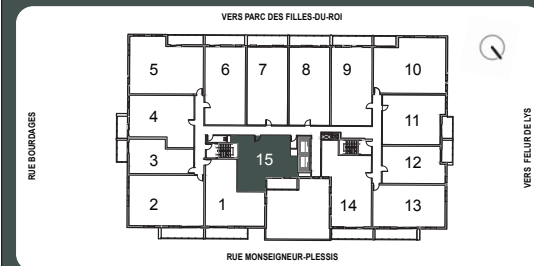 VERS PARC DES FILLES-DU-ROI
5 6 7 8 9 10
4 11
RUE BOURDAGES
VERS FELUR DE LYS
15
3 12
2 1 14 13
RUE MONSEIGNEUR-PLESSIS